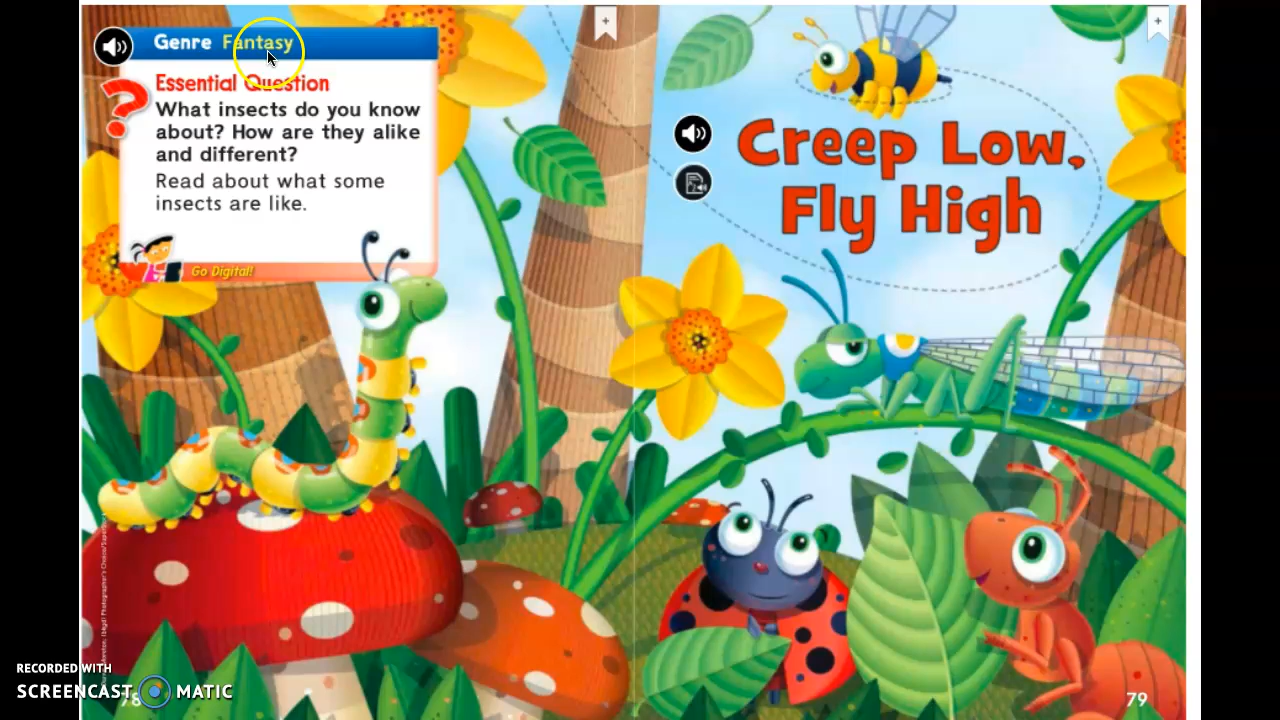 Genre Fantasy
Essential Question
What insects do you know
about? How are they alike
and different?
Read about what some
insects are like.
Go Digital!
Creep Low,
Fly High
78
79
RECORDED WITH
SCREENCAST MATIC